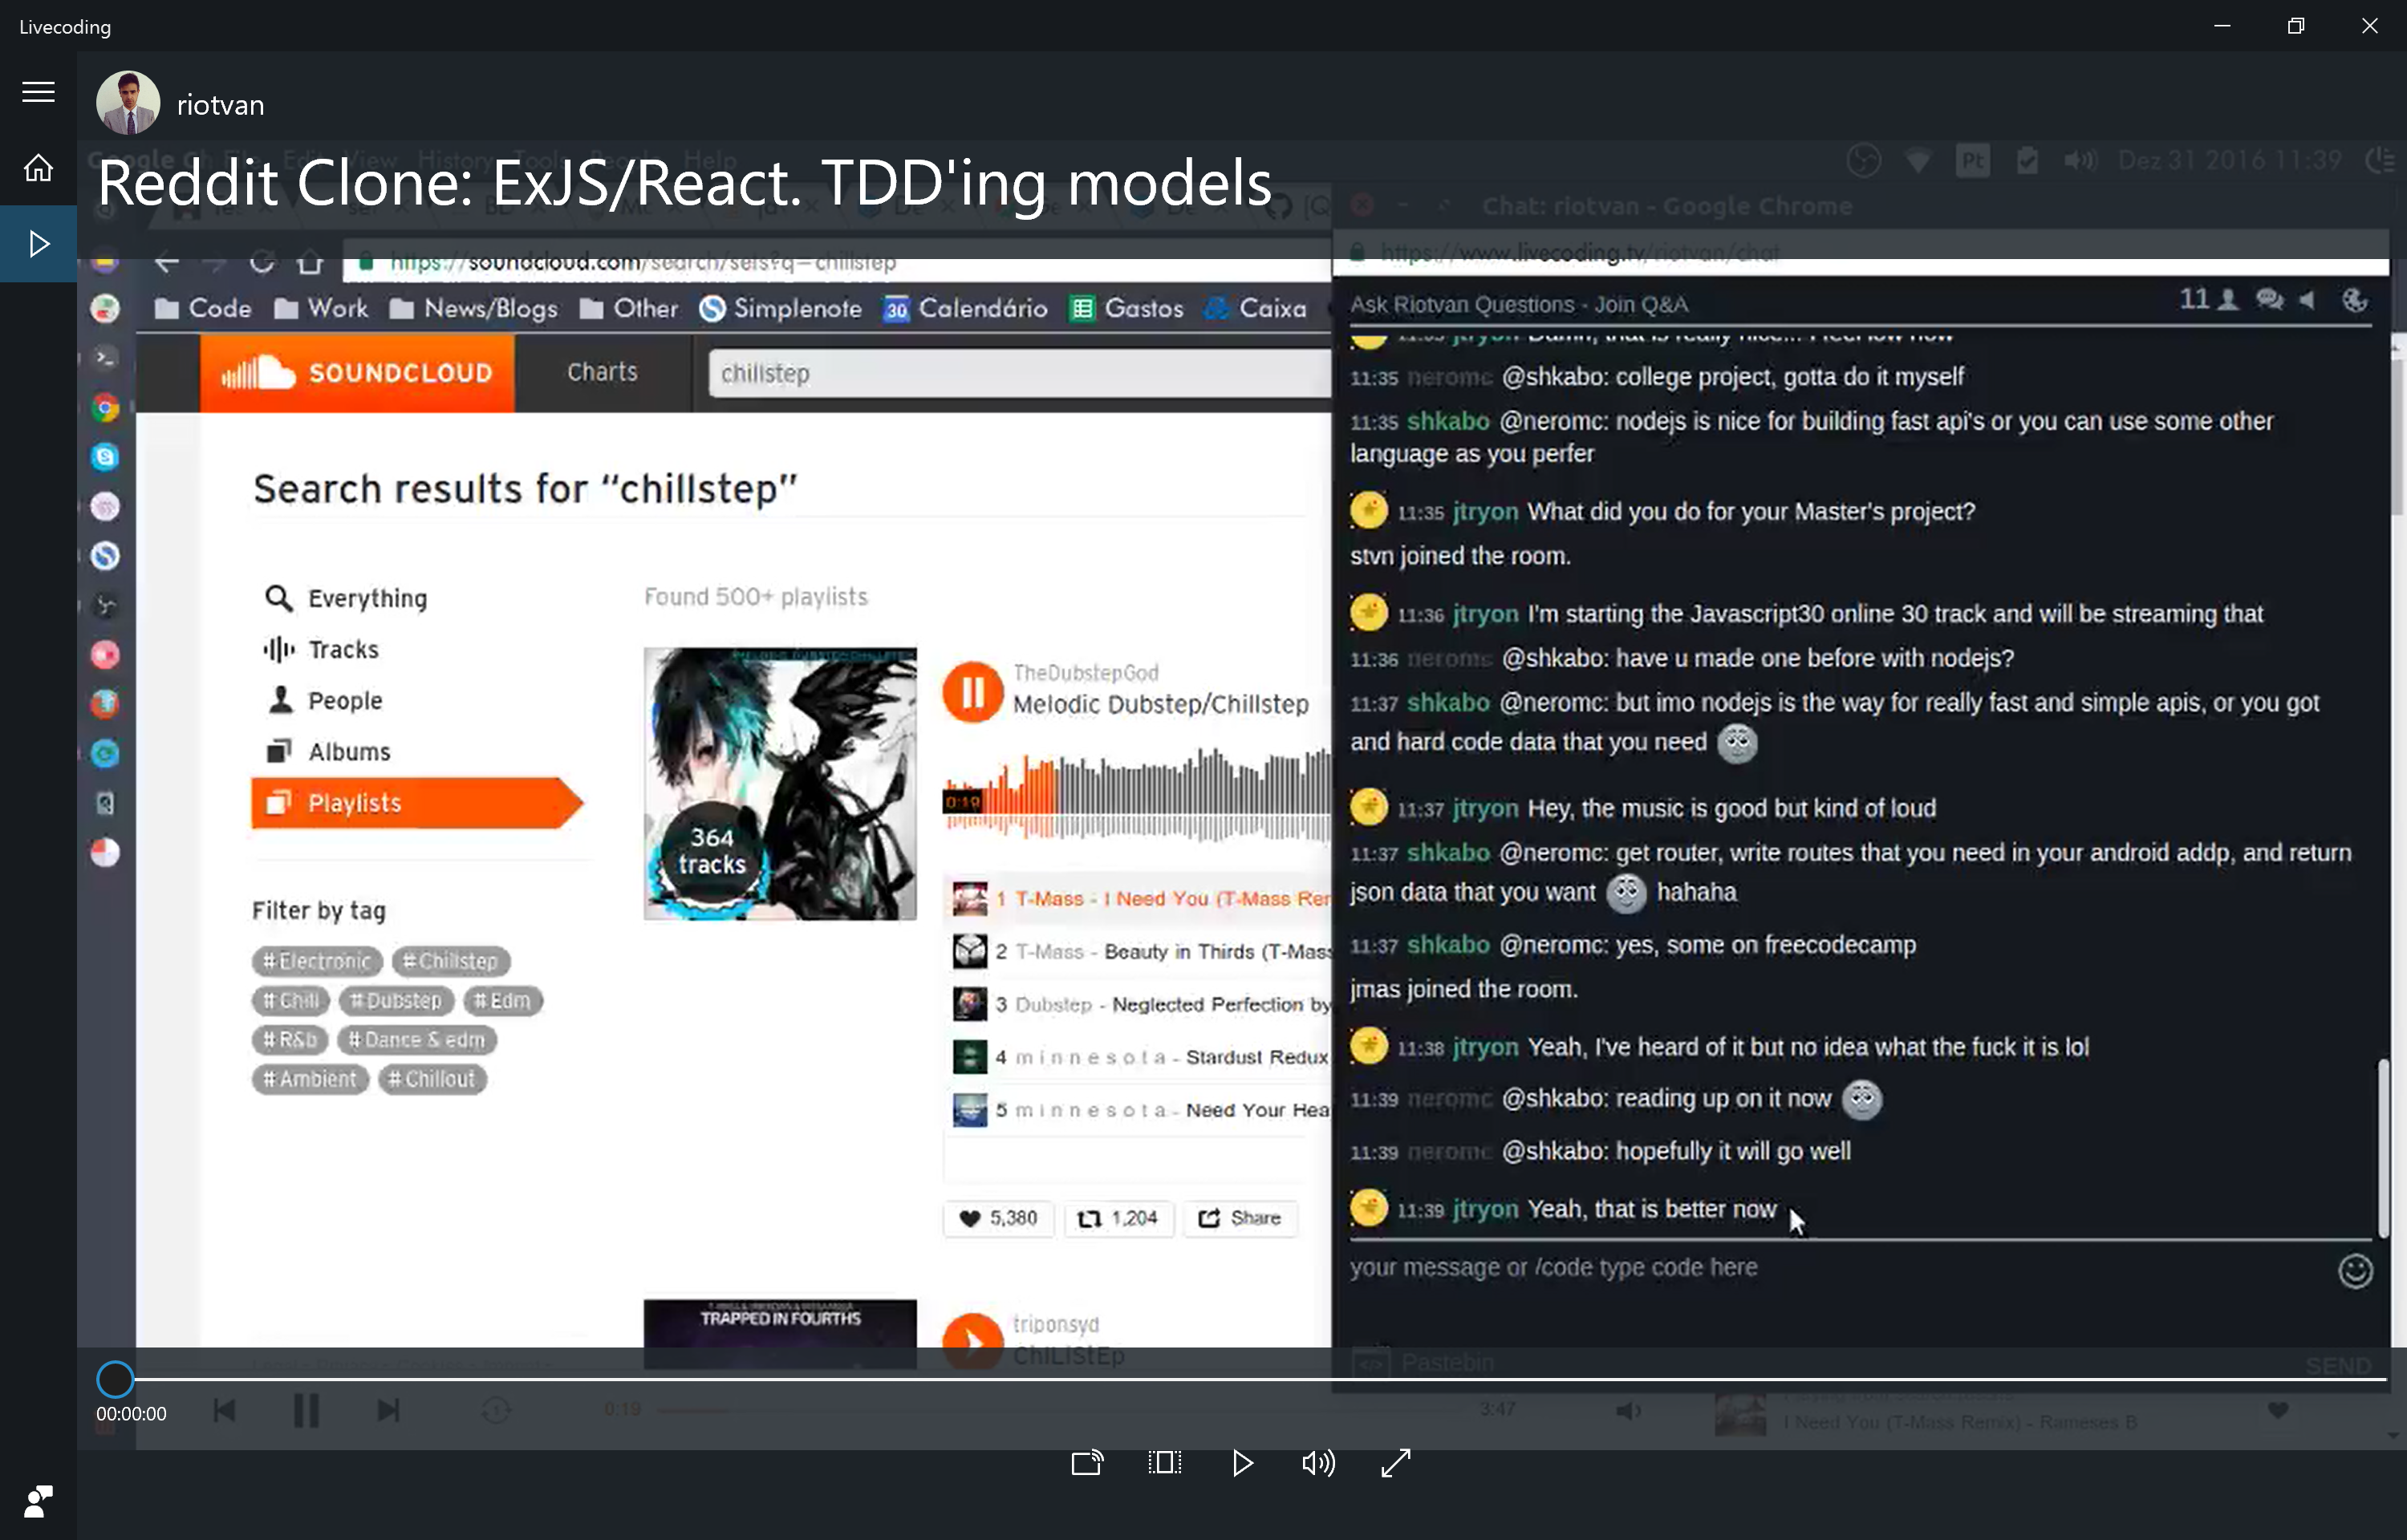 Livecoding
riotvan
Reddit Clone: ExJS/React. TDD'ing models
Pt
Dez 31 2016 11:39
Chat: riotvan - Google Chrome
https://soundcloud.com/search/sets?q=chillstep
https://www.livecoding.tv/riotvan/chat
Code
Work
News/Blogs
Other
Simplenote
30
Calendário
Gastos
Caixa
SOUNDCLOUD
Charts
chillstep
Search results for “chillstep”
Everything
Tracks
People
Albums
Playlists
Filter by tag
# Electronic
# Chillstep
# Chill
# Dubstep
# Edm
# R&b
# Dance & edm
# Ambient
# Chillout
Found 500+ playlists
364
tracks
TheDubstepGod
Melodic Dubstep/Chillstep
0:19
1 T-Mass - I Need You (T-Mass Rer
2 T-Mass - Beauty in Thirds (T-Mass
3 Dubstep - Neglected Perfection by
4 m i n n e s o t a - Stardust Redux
5 m i n n e s o t a - Need Your Hea
5,380
1,204
Share
TRAPPED IN FOURTHS
triponsyd
ChILlStEp
Ask Riotvan Questions - Join Q&A
11
11:35 neromc @shkabo: college project, gotta do it myself
11:35 shkabo @neromc: nodejs is nice for building fast api's or you can use some other
language as you perfer
11:35 jtryon What did you do for your Master's project?
stvn joined the room.
11:36 jtryon I'm starting the Javascript30 online 30 track and will be streaming that
11:36 neromc @shkabo: have u made one before with nodejs?
11:37 shkabo @neromc: but imo nodejs is the way for really fast and simple apis, or you got
and hard code data that you need
11:37 jtryon Hey, the music is good but kind of loud
11:37 shkabo @neromc: get router, write routes that you need in your android addp, and return
json data that you want hahaha
11:37 shkabo @neromc: yes, some on freecodecamp
jmas joined the room.
11:38 jtryon Yeah, I've heard of it but no idea what the fuck it is lol
11:39 neromc @shkabo: reading up on it now
11:39 neromc @shkabo: hopefully it will go well
11:39 jtryon Yeah, that is better now
your message or /code type code here
Pastebin
SEND
00:00:00
0:19
3:47
I Need You (T-Mass Remix) - Rameses B